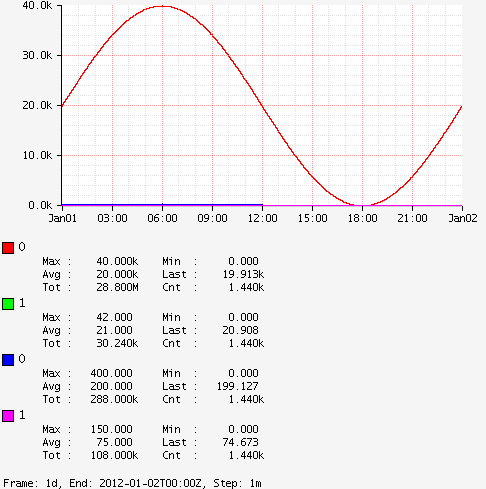 40.0k
30.0k
20.0k
10.0k
0.0k
Jan01 03:00 06:00 09:00 12:00 15:00 18:00 21:00 Jan02
0
Max : 40.000k Min : 0.000
Avg : 20.000k Last : 19.913k
Tot : 28.800M Cnt : 1.440k
1
Max : 42.000 Min : 0.000
Avg : 21.000 Last : 20.908
Tot : 30.240k Cnt : 1.440k
0
Max : 400.000 Min : 0.000
Avg : 200.000 Last : 199.127
Tot : 288.000k Cnt : 1.440k
1
Max : 150.000 Min : 0.000
Avg : 75.000 Last : 74.673
Tot : 108.000k Cnt : 1.440k
Frame: 1d, End: 2012-01-02T00:00Z, Step: 1m